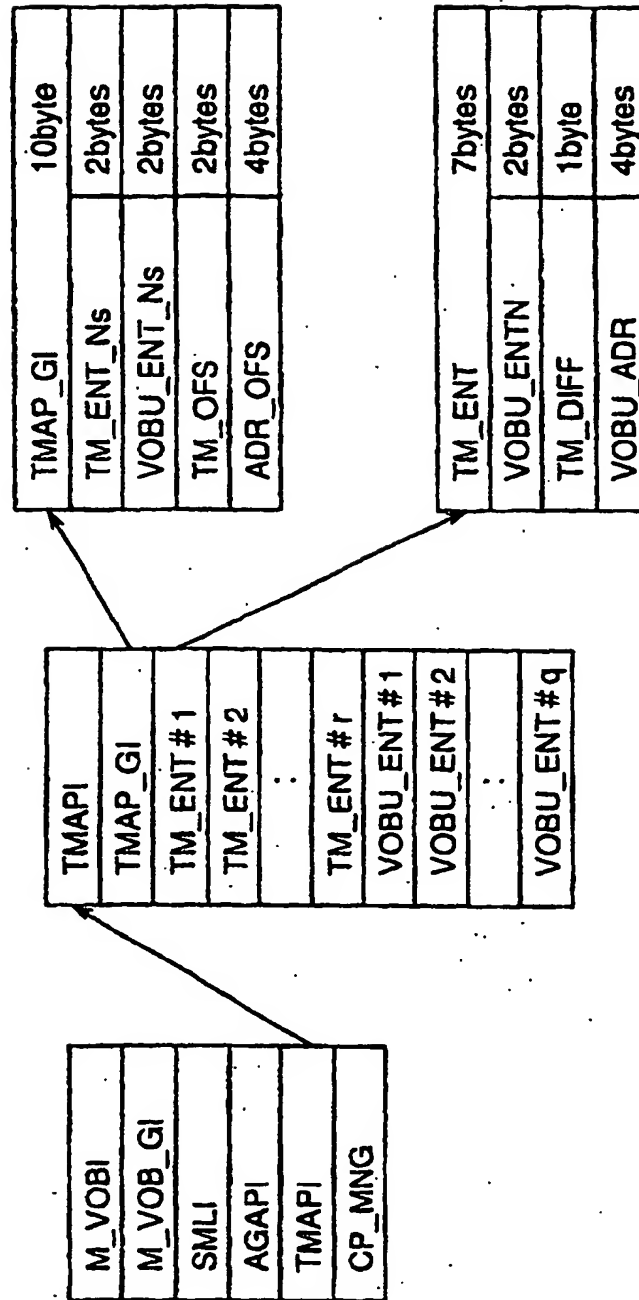 M_VOBI
M_VOB_GI
SMLI
AGAPI
TMAPI
CP_MNG
TMAPI
TMAP_GI
TM_ENT#1
TM_ENT#2
:
TM_ENT#r
VOBU_ENT#1
VOBU_ENT#2
:
VOBU_ENT#q
TMAP_GI 10byte
TM_ENT_Ns 2bytes
VOBU_ENT_Ns 2bytes
TM_OFS 2bytes
ADR_OFS 4bytes
TM_ENT 7bytes
VOBU_ENTN 2bytes
TM_DIFF 1byte
VOBU_ADR 4bytes